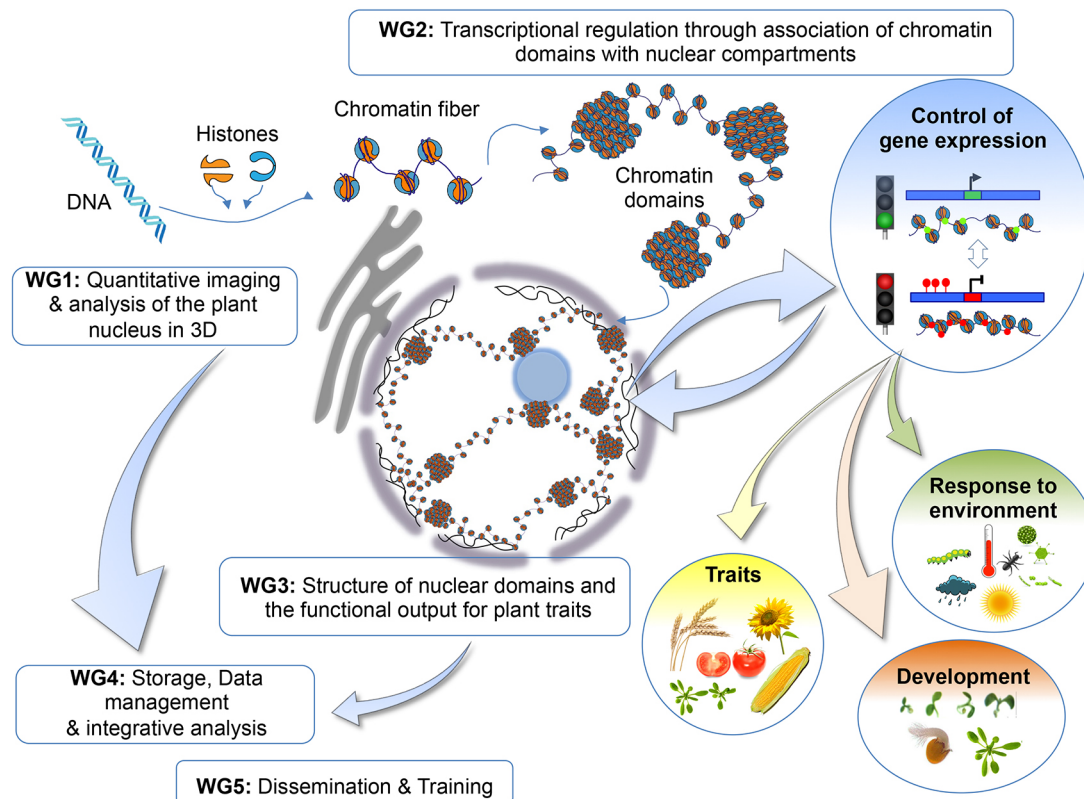 WG2: Transcriptional regulation through association of chromatin
domains with nuclear compartments
Control of
gene expression
Chromatin fiber
Histones
DNA
Chromatin
domains
WG1: Quantitative imaging
& analysis of the plant
nucleus in 3D
Response to
environment
Traits
WG3: Structure of nuclear domains and
the functional output for plant traits
Development
WG4: Storage, Data
management
& integrative analysis
WG5: Dissemination & Training